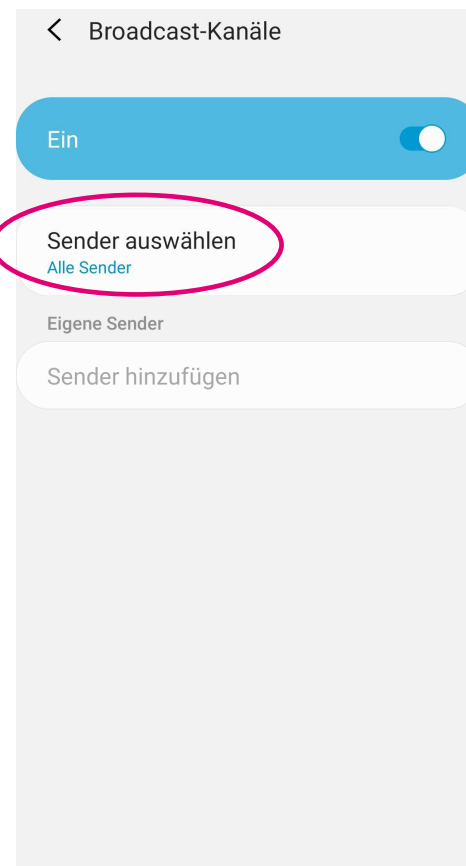 Broadcast-Kanäle
Ein
Sender auswählen
Alle Sender
Eigene Sender
Sender hinzufügen